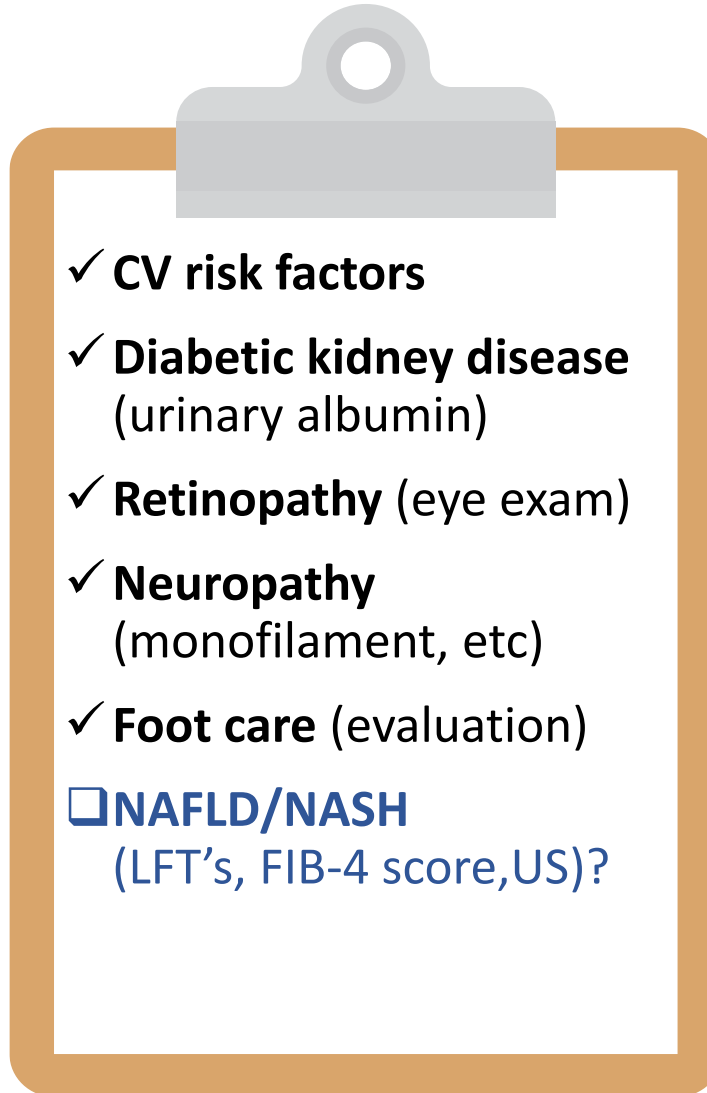 ✓ CV risk factors
✓ Diabetic kidney disease
(urinary albumin)
✓ Retinopathy (eye exam)
✓ Neuropathy
(monofilament, etc)
✓ Foot care (evaluation)
❑NAFLD/NASH
(LFT’s, FIB-4 score,US)?